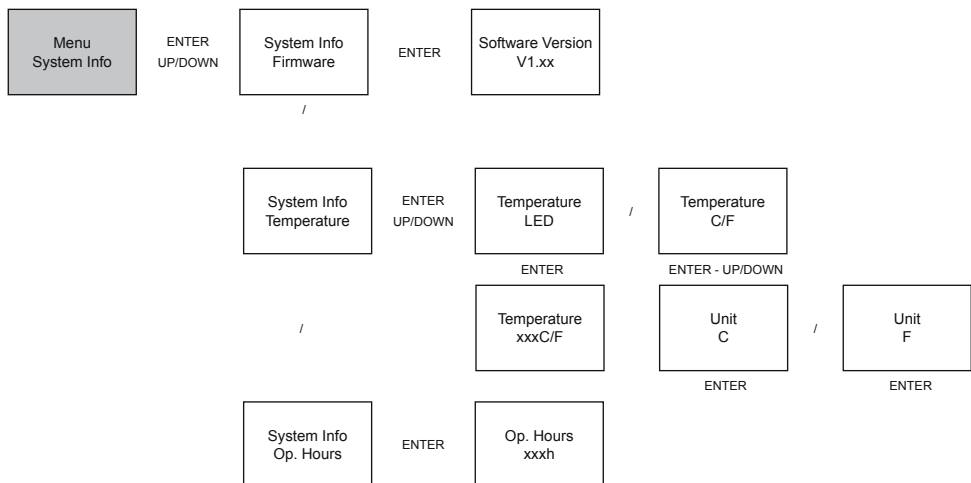 Menu
System Info
ENTER
UP/DOWN
System Info
Firmware
ENTER
Software Version
V1.xx
/
System Info
Temperature
ENTER
UP/DOWN
Temperature
LED
/
Temperature
C/F
ENTER
ENTER - UP/DOWN
/
Temperature
xxxC/F
Unit
C
/
Unit
F
ENTER
ENTER
System Info
Op. Hours
ENTER
Op. Hours
xxxh